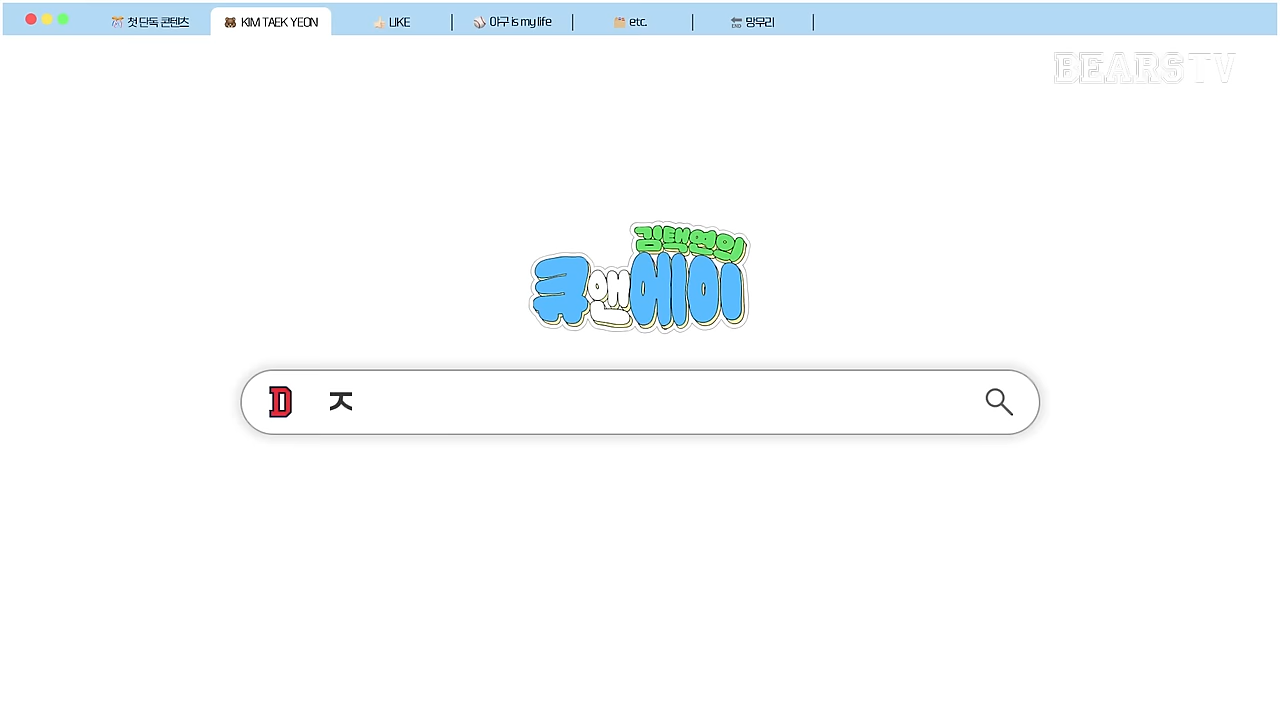 첫 단독 콘텐츠
KIM TAEK YEON
LIKE
야구 is my life
etc.
END 망무리
BEARSTV
김택연의
큐앤에이
D ㅈ